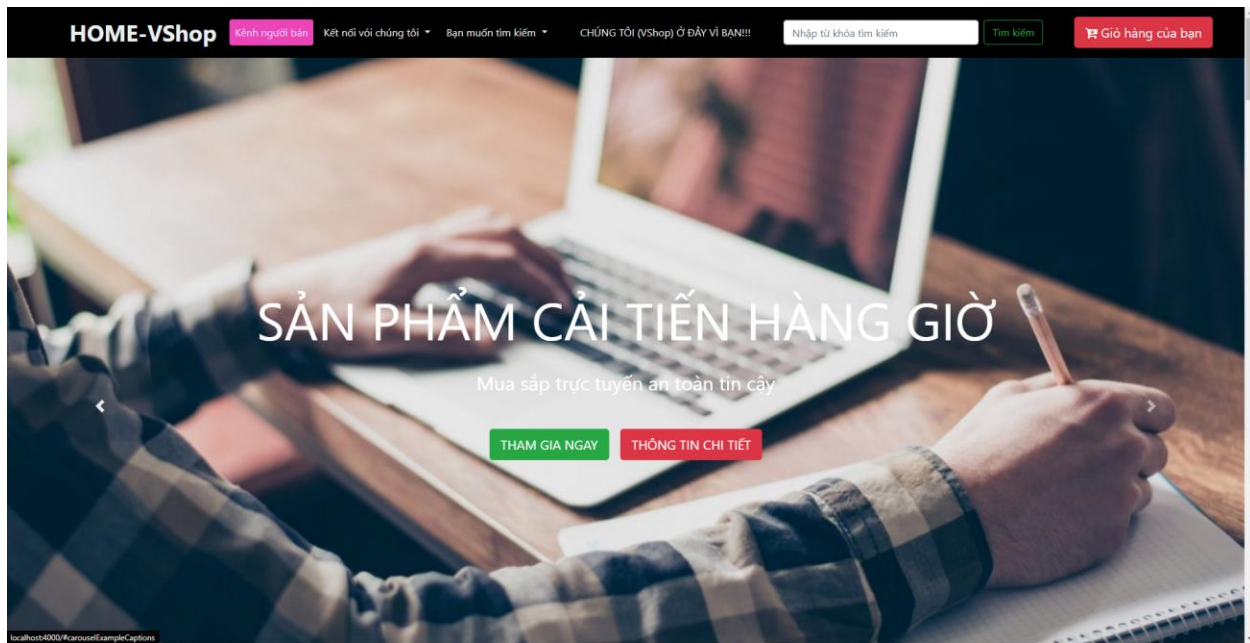 HOME-VShop
Kênh người bán
Kết nối vói chúng tôi
Bạn muốn tìm kiếm
CHÚNG TÔI (VShop) Ở ĐÂY VÌ BẠN!!!
Nhập từ khóa tìm kiếm
Tìm kiếm
Giỏ hàng của bạn
SẢN PHẨM CẢI TIẾN HÀNG GIỜ
Mua sắp trực tuyến an toàn tin cậy
THAM GIA NGAY
THÔNG TIN CHI TIẾT
localhost:4000/#carouselExampleCaptions